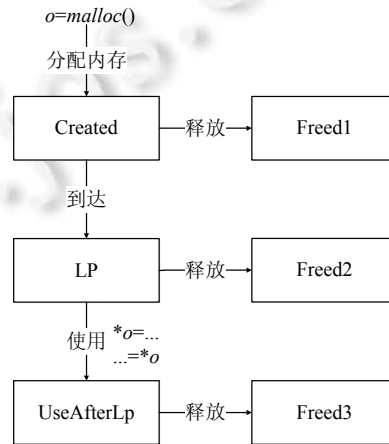 o=malloc()
分配内存
Created
释放
Freed1
到达
LP
释放
Freed2
使用
*o=...
...=*o
UseAfterLp
释放
Freed3